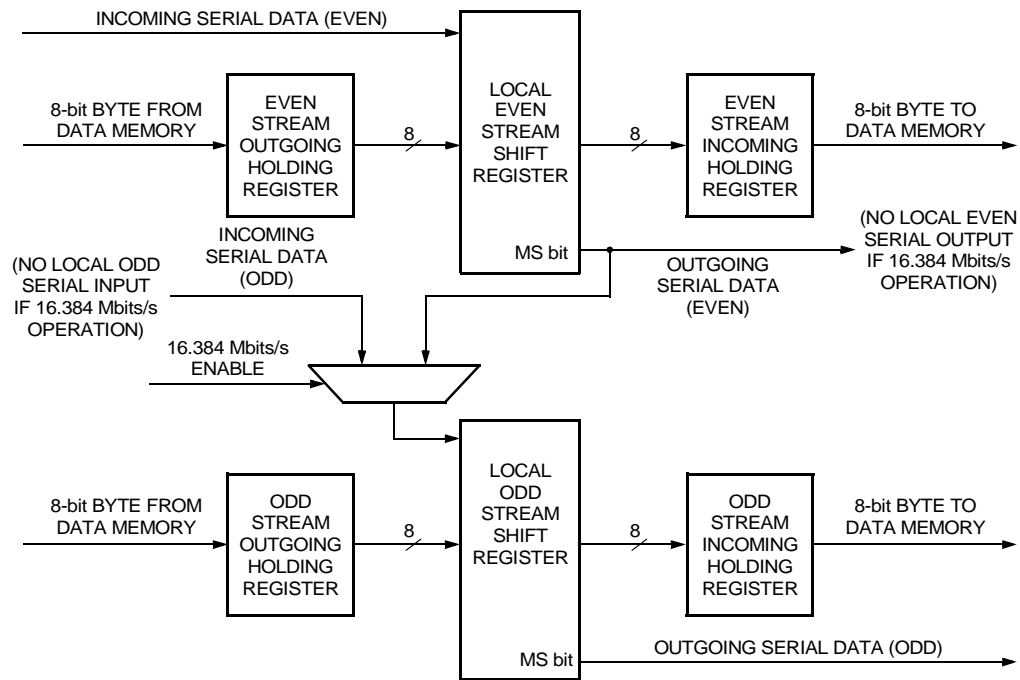 INCOMING SERIAL DATA (EVEN)
8-bit BYTE FROM
DATA MEMORY
EVEN
STREAM
OUTGOING
HOLDING
REGISTER
8
LOCAL
EVEN
STREAM
SHIFT
REGISTER
MS bit
8
EVEN
STREAM
INCOMING
HOLDING
REGISTER
8-bit BYTE TO
DATA MEMORY
(NO LOCAL ODD
SERIAL INPUT
IF 16.384 Mbits/s
OPERATION)
INCOMING
SERIAL DATA
(ODD)
OUTGOING
SERIAL DATA
(EVEN)
(NO LOCAL EVEN
SERIAL OUTPUT
IF 16.384 Mbits/s
OPERATION)
16.384 Mbits/s
ENABLE
8-bit BYTE FROM
DATA MEMORY
ODD
STREAM
OUTGOING
HOLDING
REGISTER
8
LOCAL
ODD
STREAM
SHIFT
REGISTER
MS bit
8
ODD
STREAM
INCOMING
HOLDING
REGISTER
8-bit BYTE TO
DATA MEMORY
OUTGOING SERIAL DATA (ODD)